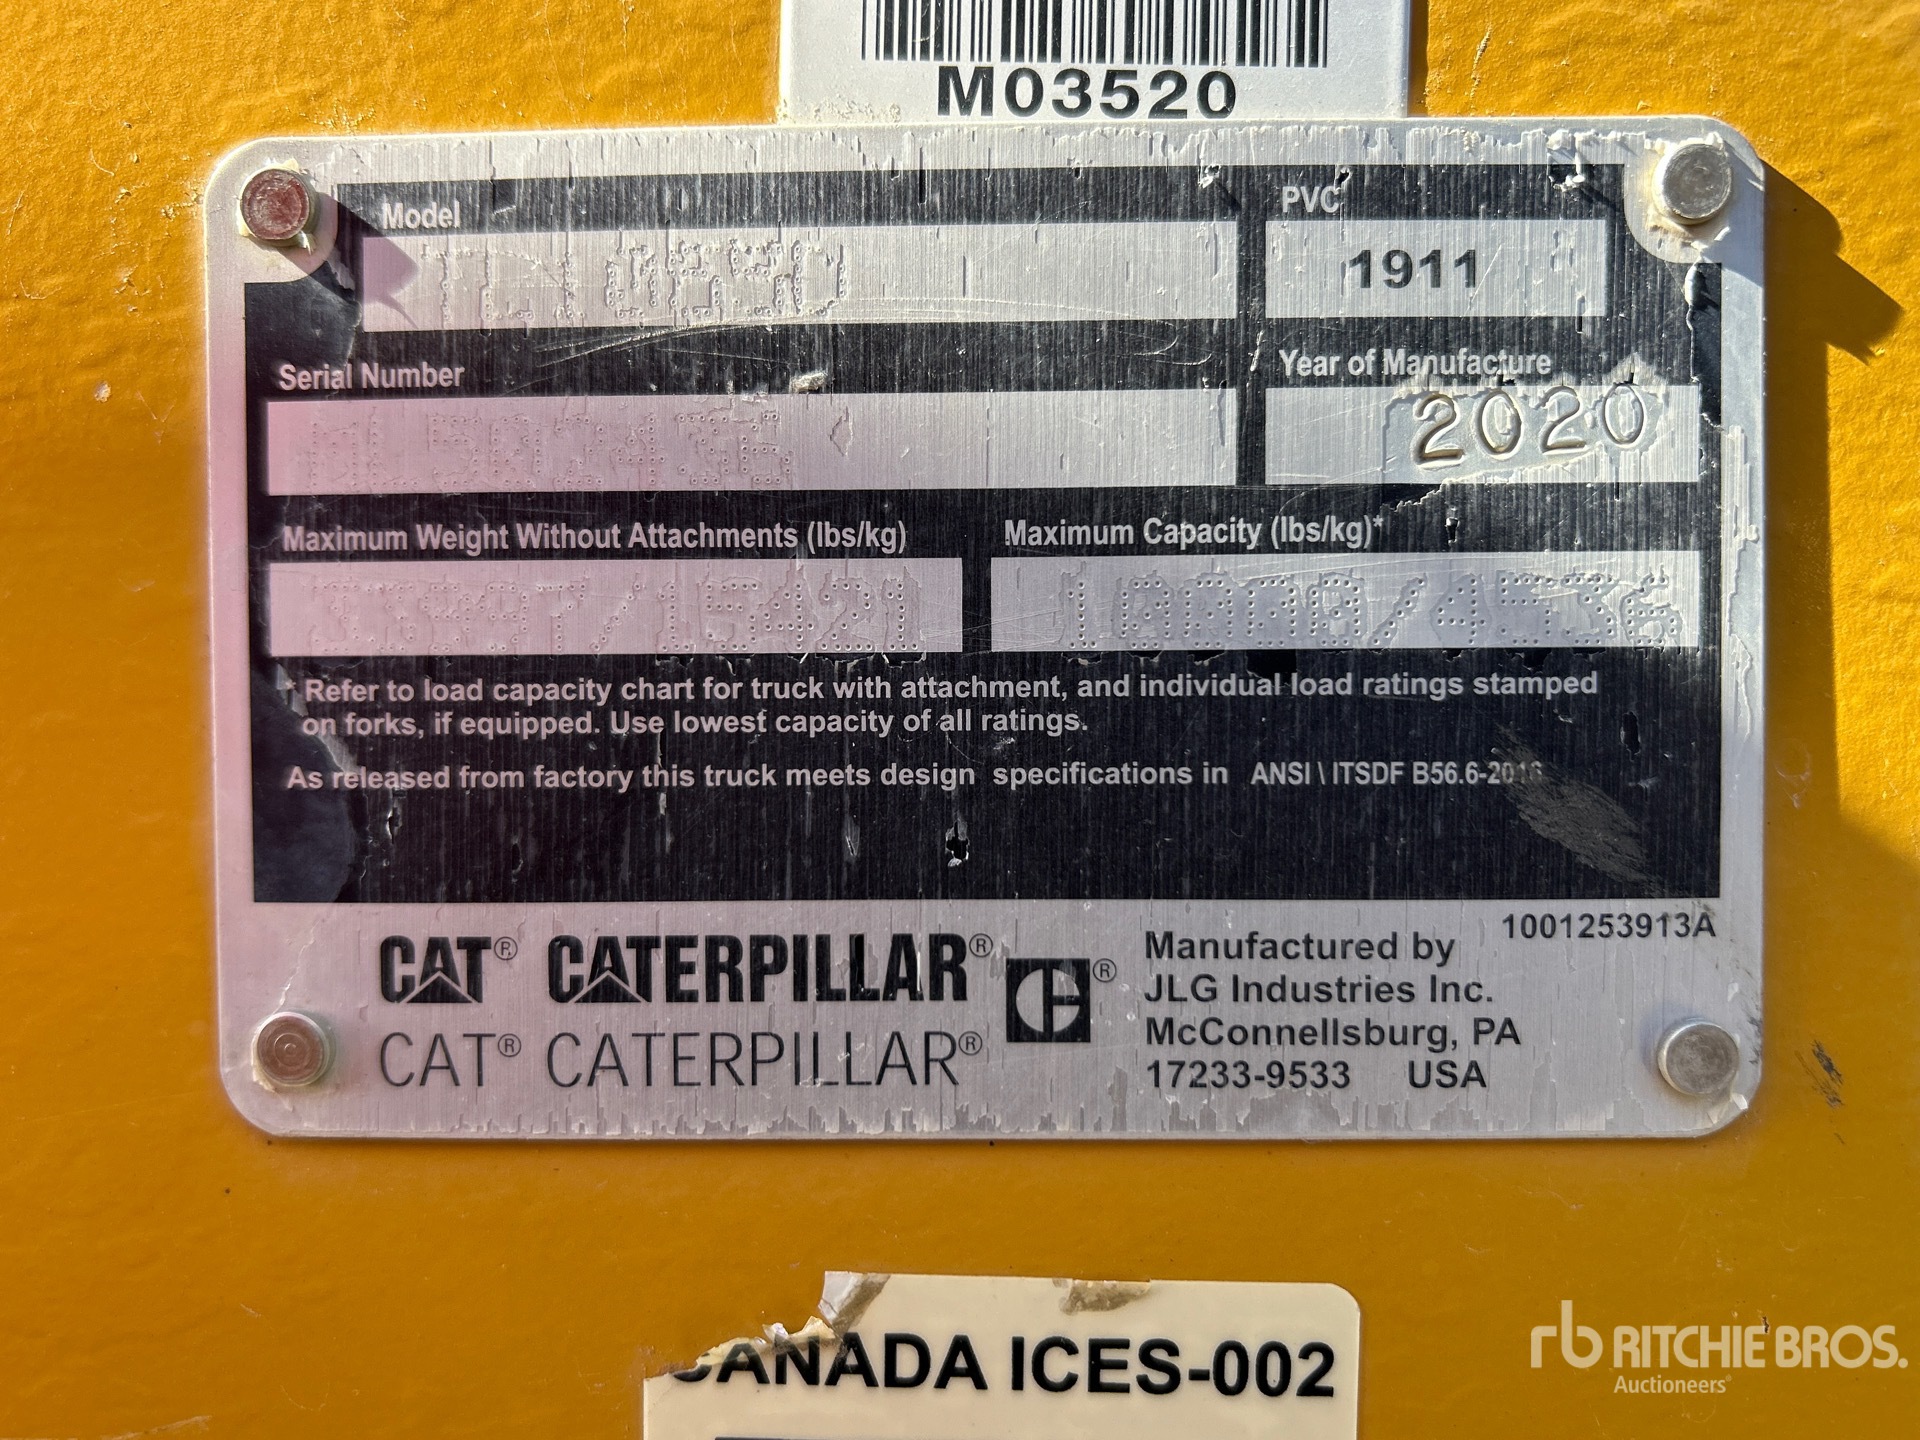 M03520
Model
PVC
1911
Serial Number
Year of Manufacture
2020
Maximum Weight Without Attachments (lbs/kg)
Maximum Capacity (lbs/kg)*
10000/4536
* Refer to load capacity chart for truck with attachment, and individual load ratings stamped
on forks, if equipped. Use lowest capacity of all ratings.
As released from factory this truck meets design specifications in ANSI \ ITSDF
CAT® CATERPILLAR®
CAT® CATERPILLAR®
®
1001253913A
Manufactured by
JLG Industries Inc.
McConnellsburg, PA
17233-9533 USA
CANADA ICES-002
rb RITCHIE BROS.
Auctioneers